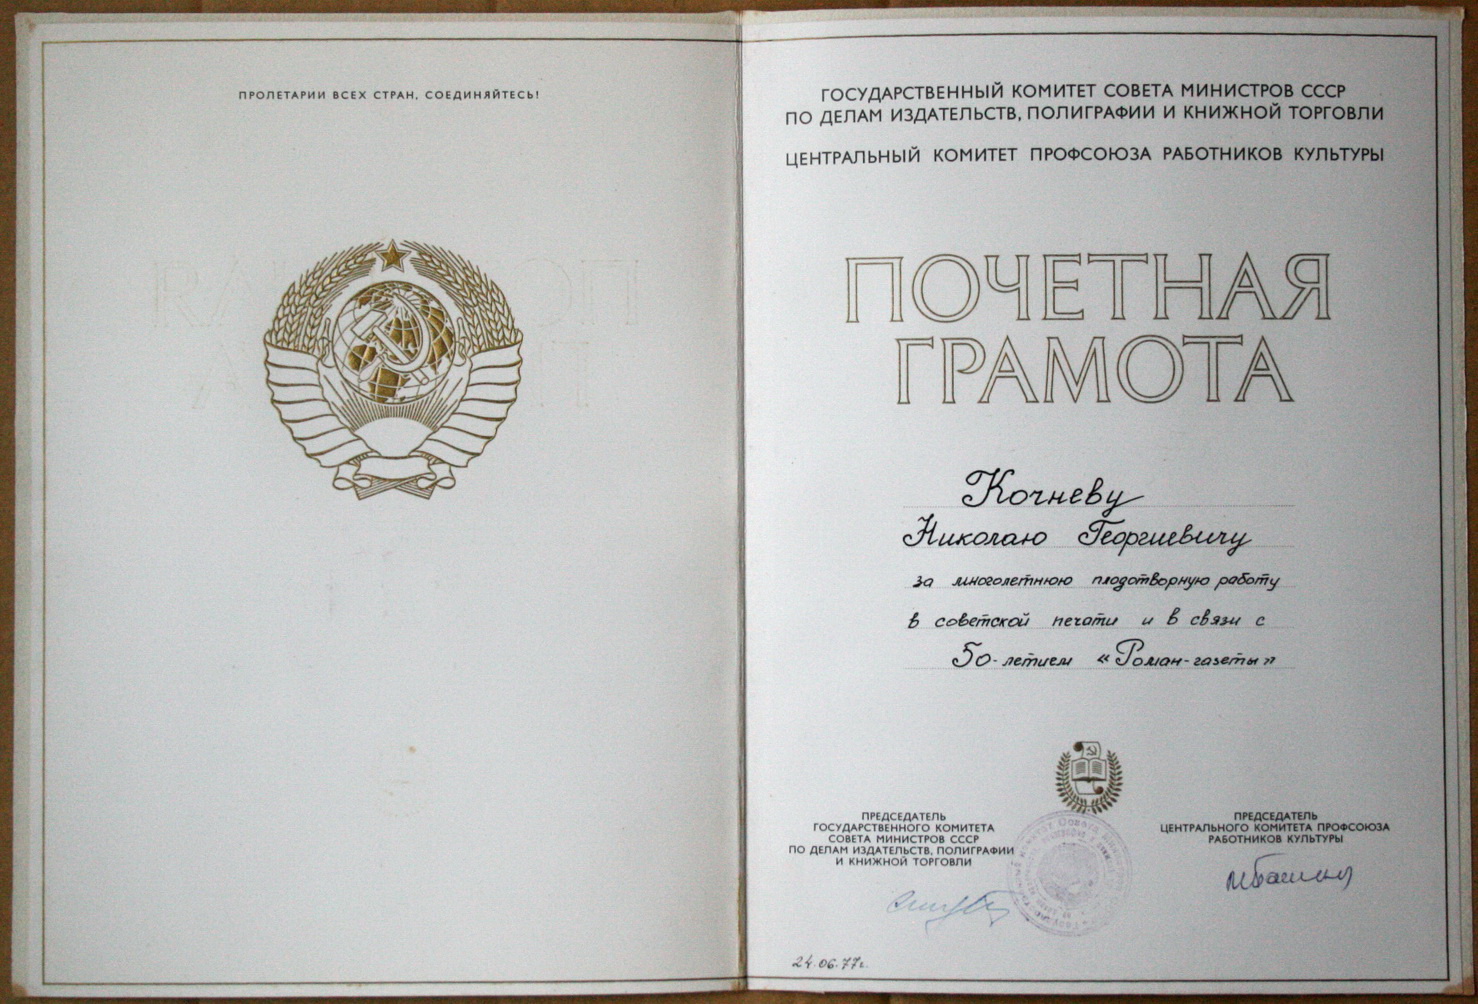 ПРОЛЕТАРИИ ВСЕХ СТРАН, СОЕДИНЯЙТЕСЬ!
ГОСУДАРСТВЕННЫЙ КОМИТЕТ СОВЕТА МИНИСТРОВ СССР
ПО ДЕЛАМ ИЗДАТЕЛЬСТВ, ПОЛИГРАФИИ И КНИЖНОЙ ТОРГОВЛИ
ЦЕНТРАЛЬНЫЙ КОМИТЕТ ПРОФСОЮЗА РАБОТНИКОВ КУЛЬТУРЫ
ПОЧЕТНАЯ
ГРАМОТА
Кочневу
Николаю Георгиевичу
за многолетнюю плодотворную работу
в советской печати и в связи с
50-летием «Роман-газеты»
ПРЕДСЕДАТЕЛЬ
ГОСУДАРСТВЕННОГО КОМИТЕТА
СОВЕТА МИНИСТРОВ СССР
ПО ДЕЛАМ ИЗДАТЕЛЬСТВ, ПОЛИГРАФИИ
И КНИЖНОЙ ТОРГОВЛИ
ПРЕДСЕДАТЕЛЬ
ЦЕНТРАЛЬНОГО КОМИТЕТА ПРОФСОЮЗА
РАБОТНИКОВ КУЛЬТУРЫ
24.06.77г.